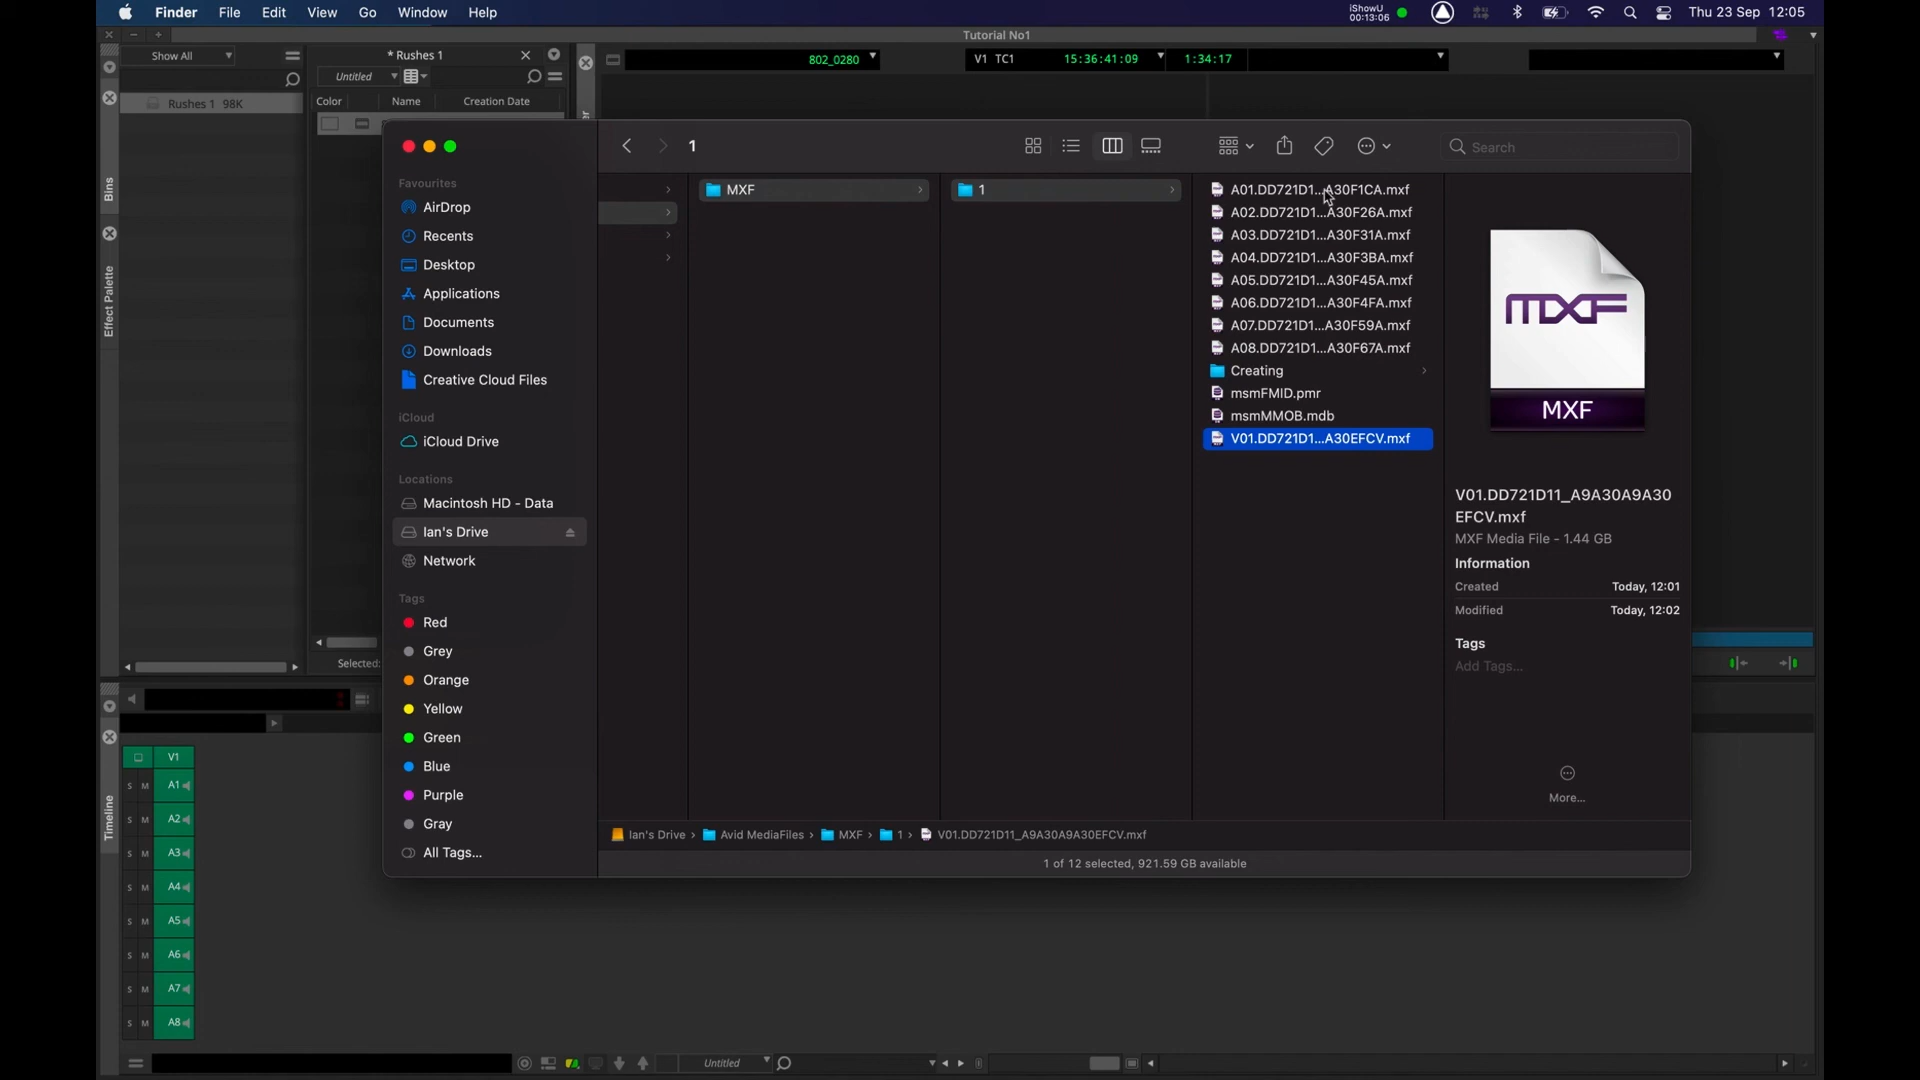 Finder File Edit View Go Window Help
iShowU
00:13:06
Thu 23 Sep 12:05
Tutorial No1
Show All
* Rushes 1
Untitled
802_0280
V1 TC1
15:36:41:09
1:34:17
Rushes 1 98K
Color
Name
Creation Date
Bins
Effect Palette
Selected:
1
Search
Favourites
AirDrop
Recents
Desktop
Applications
Documents
Downloads
Creative Cloud Files
iCloud
iCloud Drive
Locations
Macintosh HD - Data
Ian's Drive
Network
Tags
Red
Grey
Orange
Yellow
Green
Blue
Purple
Gray
All Tags...
MXF
1
A01.DD721D1...A30F1CA.mxf
A02.DD721D1...A30F26A.mxf
A03.DD721D1...A30F31A.mxf
A04.DD721D1...A30F3BA.mxf
A05.DD721D1...A30F45A.mxf
A06.DD721D1...A30F4FA.mxf
A07.DD721D1...A30F59A.mxf
A08.DD721D1...A30F67A.mxf
Creating
msmFMID.pmr
msmMMOB.mdb
V01.DD721D1...A30EFCV.mxf
MXF
MXF
V01.DD721D11_A9A30A9A30
EFCV.mxf
MXF Media File - 1.44 GB
Information
Created Today, 12:01
Modified Today, 12:02
Tags
Add Tags...
More...
Ian's Drive › Avid MediaFiles › MXF › 1 › V01.DD721D11_A9A30A9A30EFCV.mxf
1 of 12 selected, 921.59 GB available
Timeline
V1
S M A1
S M A2
S M A3
S M A4
S M A5
S M A6
S M A7
S M A8
Untitled